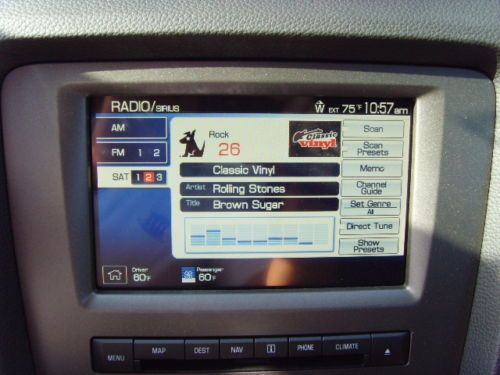 RADIO/SIRIUS
W EXT 75°F 10:57am
AM
FM 1 2
SAT 1 2 3
Rock
26
Classic
vinyl
Classic Vinyl
Artist Rolling Stones
Title Brown Sugar
Scan
Scan
Presets
Memo
Channel
Guide
Set Genre
All
Direct Tune
Show
Presets
Driver
60°F
Passenger
60°F
MENU
MAP
DEST
NAV
i
PHONE
CLIMATE